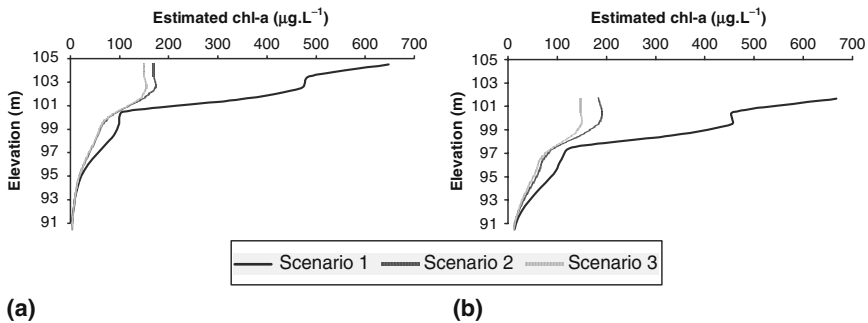 Estimated chl-a (µg.L⁻¹)
0 100 200 300 400 500 600 700
105
103
101
99
97
95
93
91
Elevation (m)
Estimated chl-a (µg.L⁻¹)
0 100 200 300 400 500 600 700
105
103
101
99
97
95
93
91
Elevation (m)
Scenario 1 Scenario 2 Scenario 3
(a) (b)